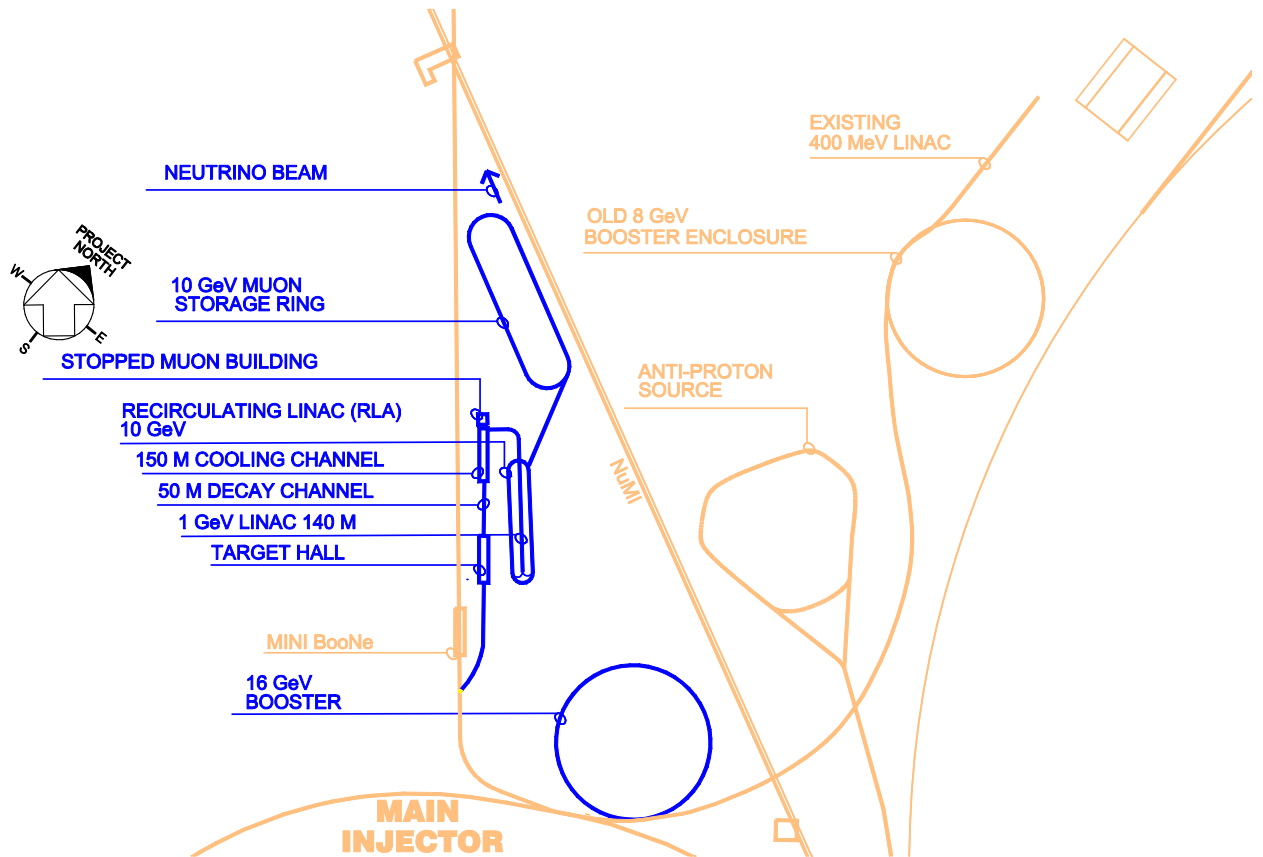 EXISTING
400 MeV LINAC
NEUTRINO BEAM
OLD 8 GeV
BOOSTER ENCLOSURE
PROJECT
NORTH
W
E
S
10 GeV MUON
STORAGE RING
STOPPED MUON BUILDING
ANTI-PROTON
SOURCE
RECIRCULATING LINAC (RLA)
10 GeV
150 M COOLING CHANNEL
NuMI
50 M DECAY CHANNEL
1 GeV LINAC 140 M
TARGET HALL
MINI BooNe
16 GeV
BOOSTER
MAIN
INJECTOR